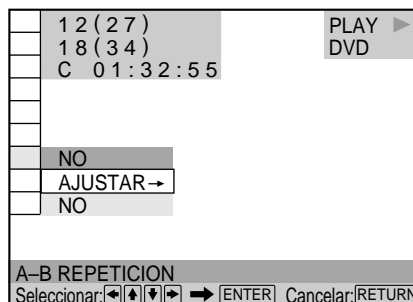 12(27)
18(34)
C 01:32:55
PLAY
DVD
NO
AJUSTAR→
NO
A–B REPETICION
Seleccionar: ←↑↓→ → ENTER Cancelar: RETURN